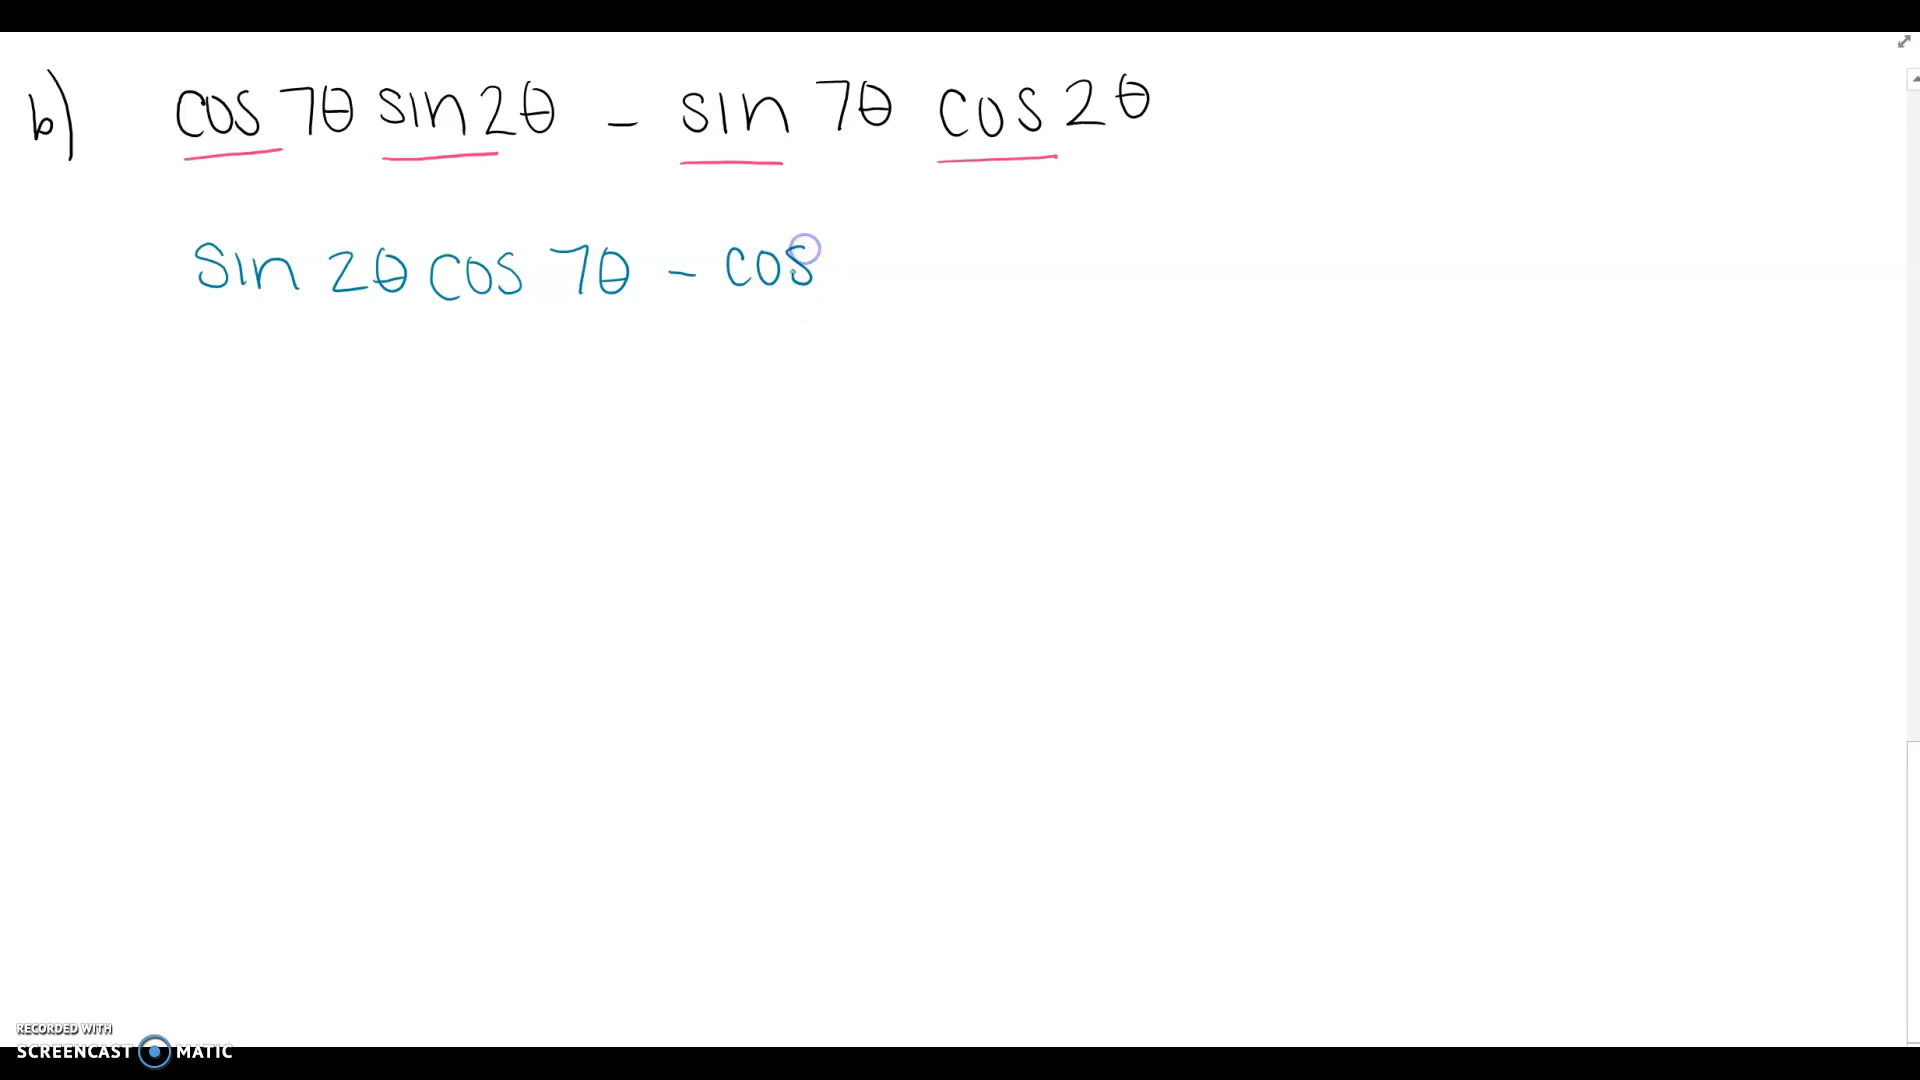 b) cos 7θ sin 2θ - sin 7θ cos 2θ
sin 2θ cos 7θ - cos
RECORDED WITH
SCREENCAST MATIC